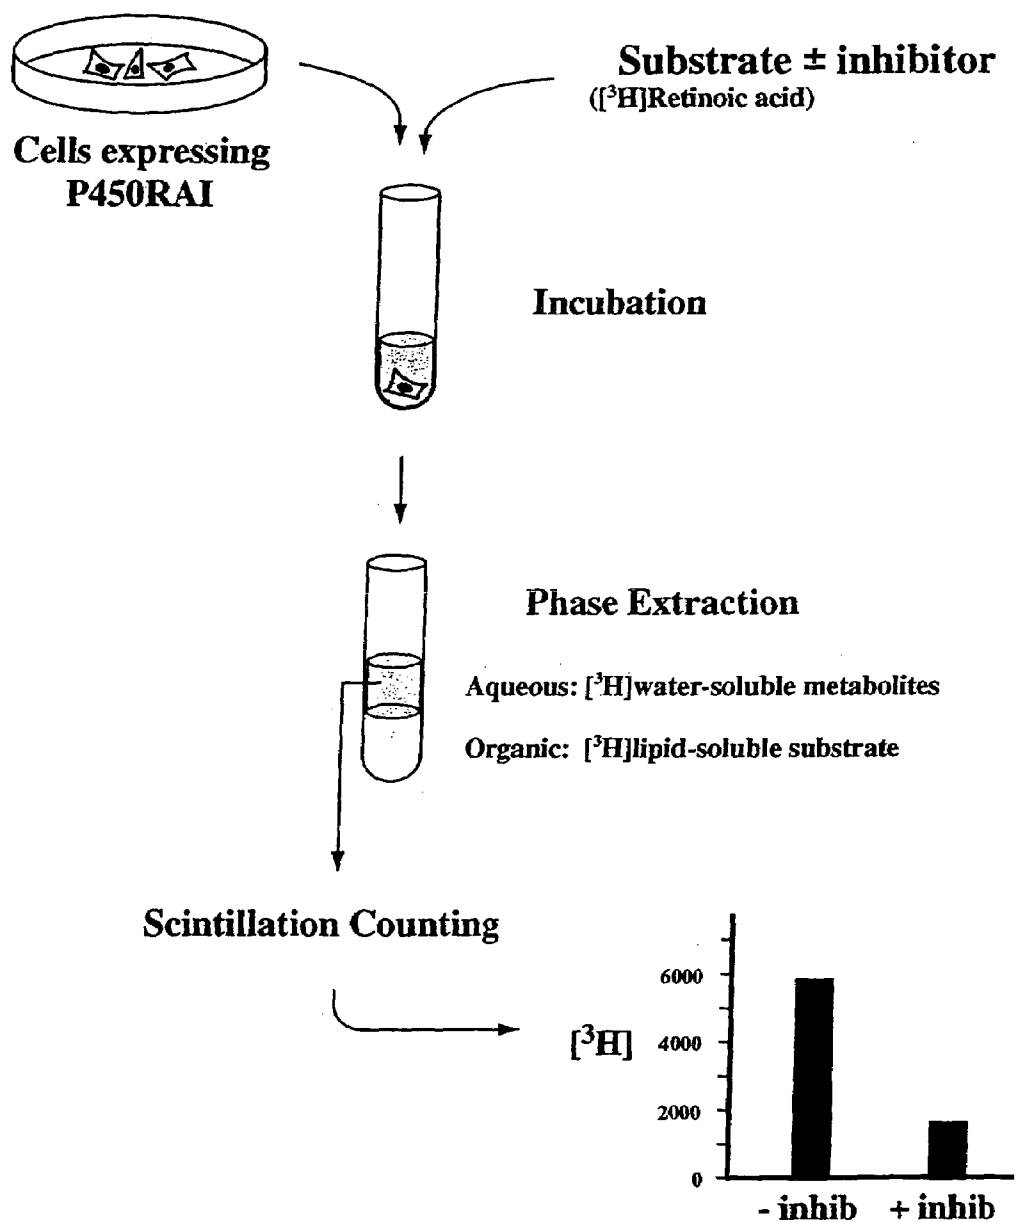 Substrate ± inhibitor
([³H]Retinoic acid)
Cells expressing
P450RAI
Incubation
Phase Extraction
Aqueous: [³H]water-soluble metabolites
Organic: [³H]lipid-soluble substrate
Scintillation Counting
[³H]
6000
4000
2000
0
- inhib + inhib